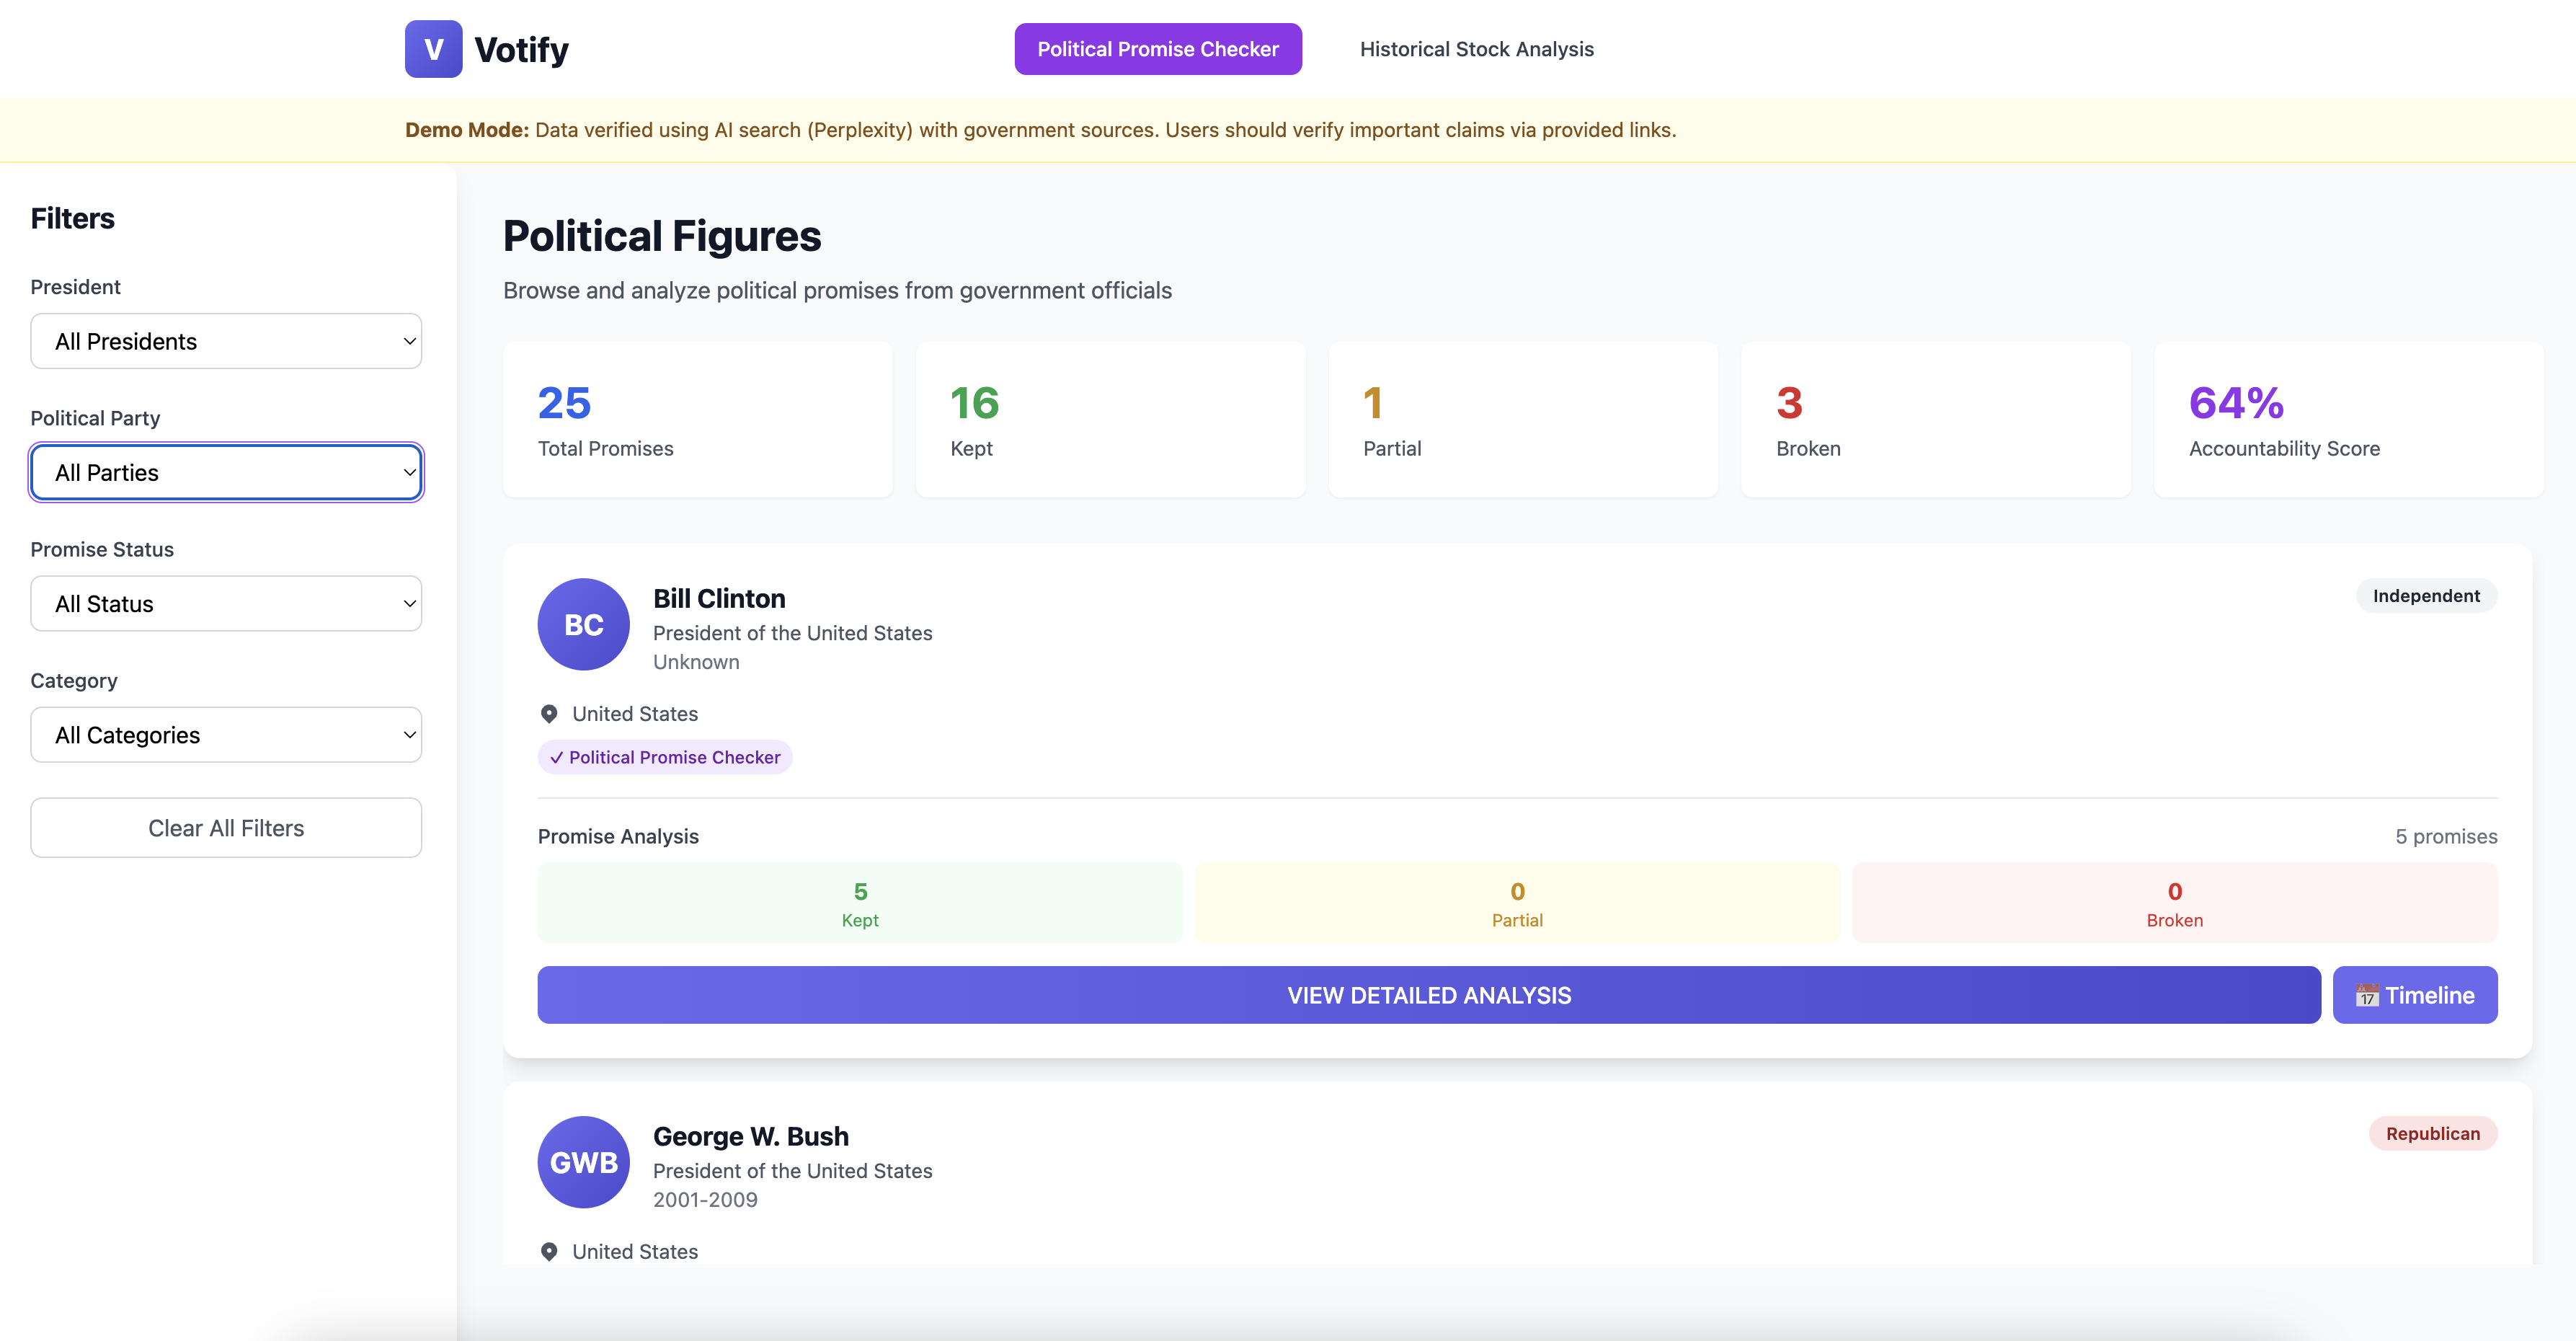 V Votify
Political Promise Checker
Historical Stock Analysis
Demo Mode: Data verified using AI search (Perplexity) with government sources. Users should verify important claims via provided links.
Filters
President
All Presidents
Political Party
All Parties
Promise Status
All Status
Category
All Categories
Clear All Filters
Political Figures
Browse and analyze political promises from government officials
25
Total Promises
16
Kept
1
Partial
3
Broken
64%
Accountability Score
BC
Bill Clinton
President of the United States
Unknown
Independent
United States
✓ Political Promise Checker
Promise Analysis
5 promises
5
Kept
0
Partial
0
Broken
VIEW DETAILED ANALYSIS
📅 Timeline
GWB
George W. Bush
President of the United States
2001-2009
Republican
United States